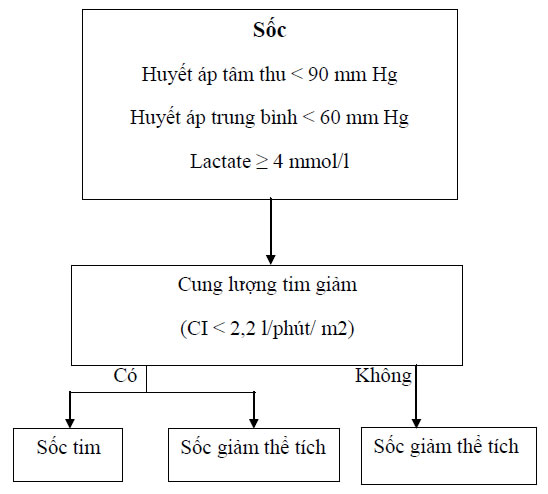 Sốc
Huyết áp tâm thu < 90 mm Hg
Huyết áp trung bình < 60 mm Hg
Lactate ≥ 4 mmol/l
Cung lượng tim giảm
(CI < 2,2 l/phút/ m2)
Có
Không
Sốc tim
Sốc giảm thể tích
Sốc giảm thể tích